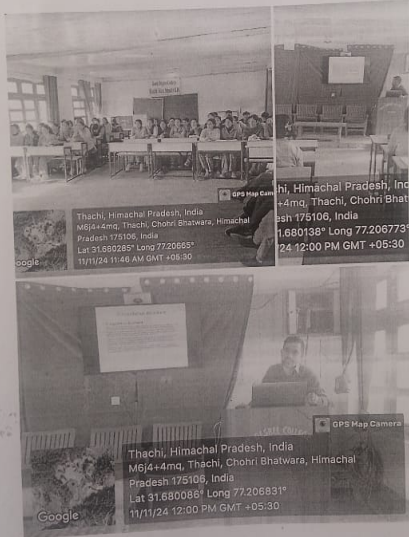 GPS Map Cam
Thachi, Himachal Pradesh, India
M6j4+4mq, Thachi, Chohri Bhatwara, Himachal
Pradesh 175106, India
Lat 31.680265° Long 77.20655°
11/11/24 11:46 AM GMT +05:30
oogle
hi, Himachal Pradesh, Ind
+4mq, Thachi, Chohri Bhat
esh 175106, India
1.680138° Long 77.206773°
/24 12:00 PM GMT +05:30
GPS Map Camera
Thachi, Himachal Pradesh, India
M6j4+4mq, Thachi, Chohri Bhatwara, Himachal
Pradesh 175106, India
Lat 31.680086° Long 77.206831°
11/11/24 12:00 PM GMT +05:30
Google